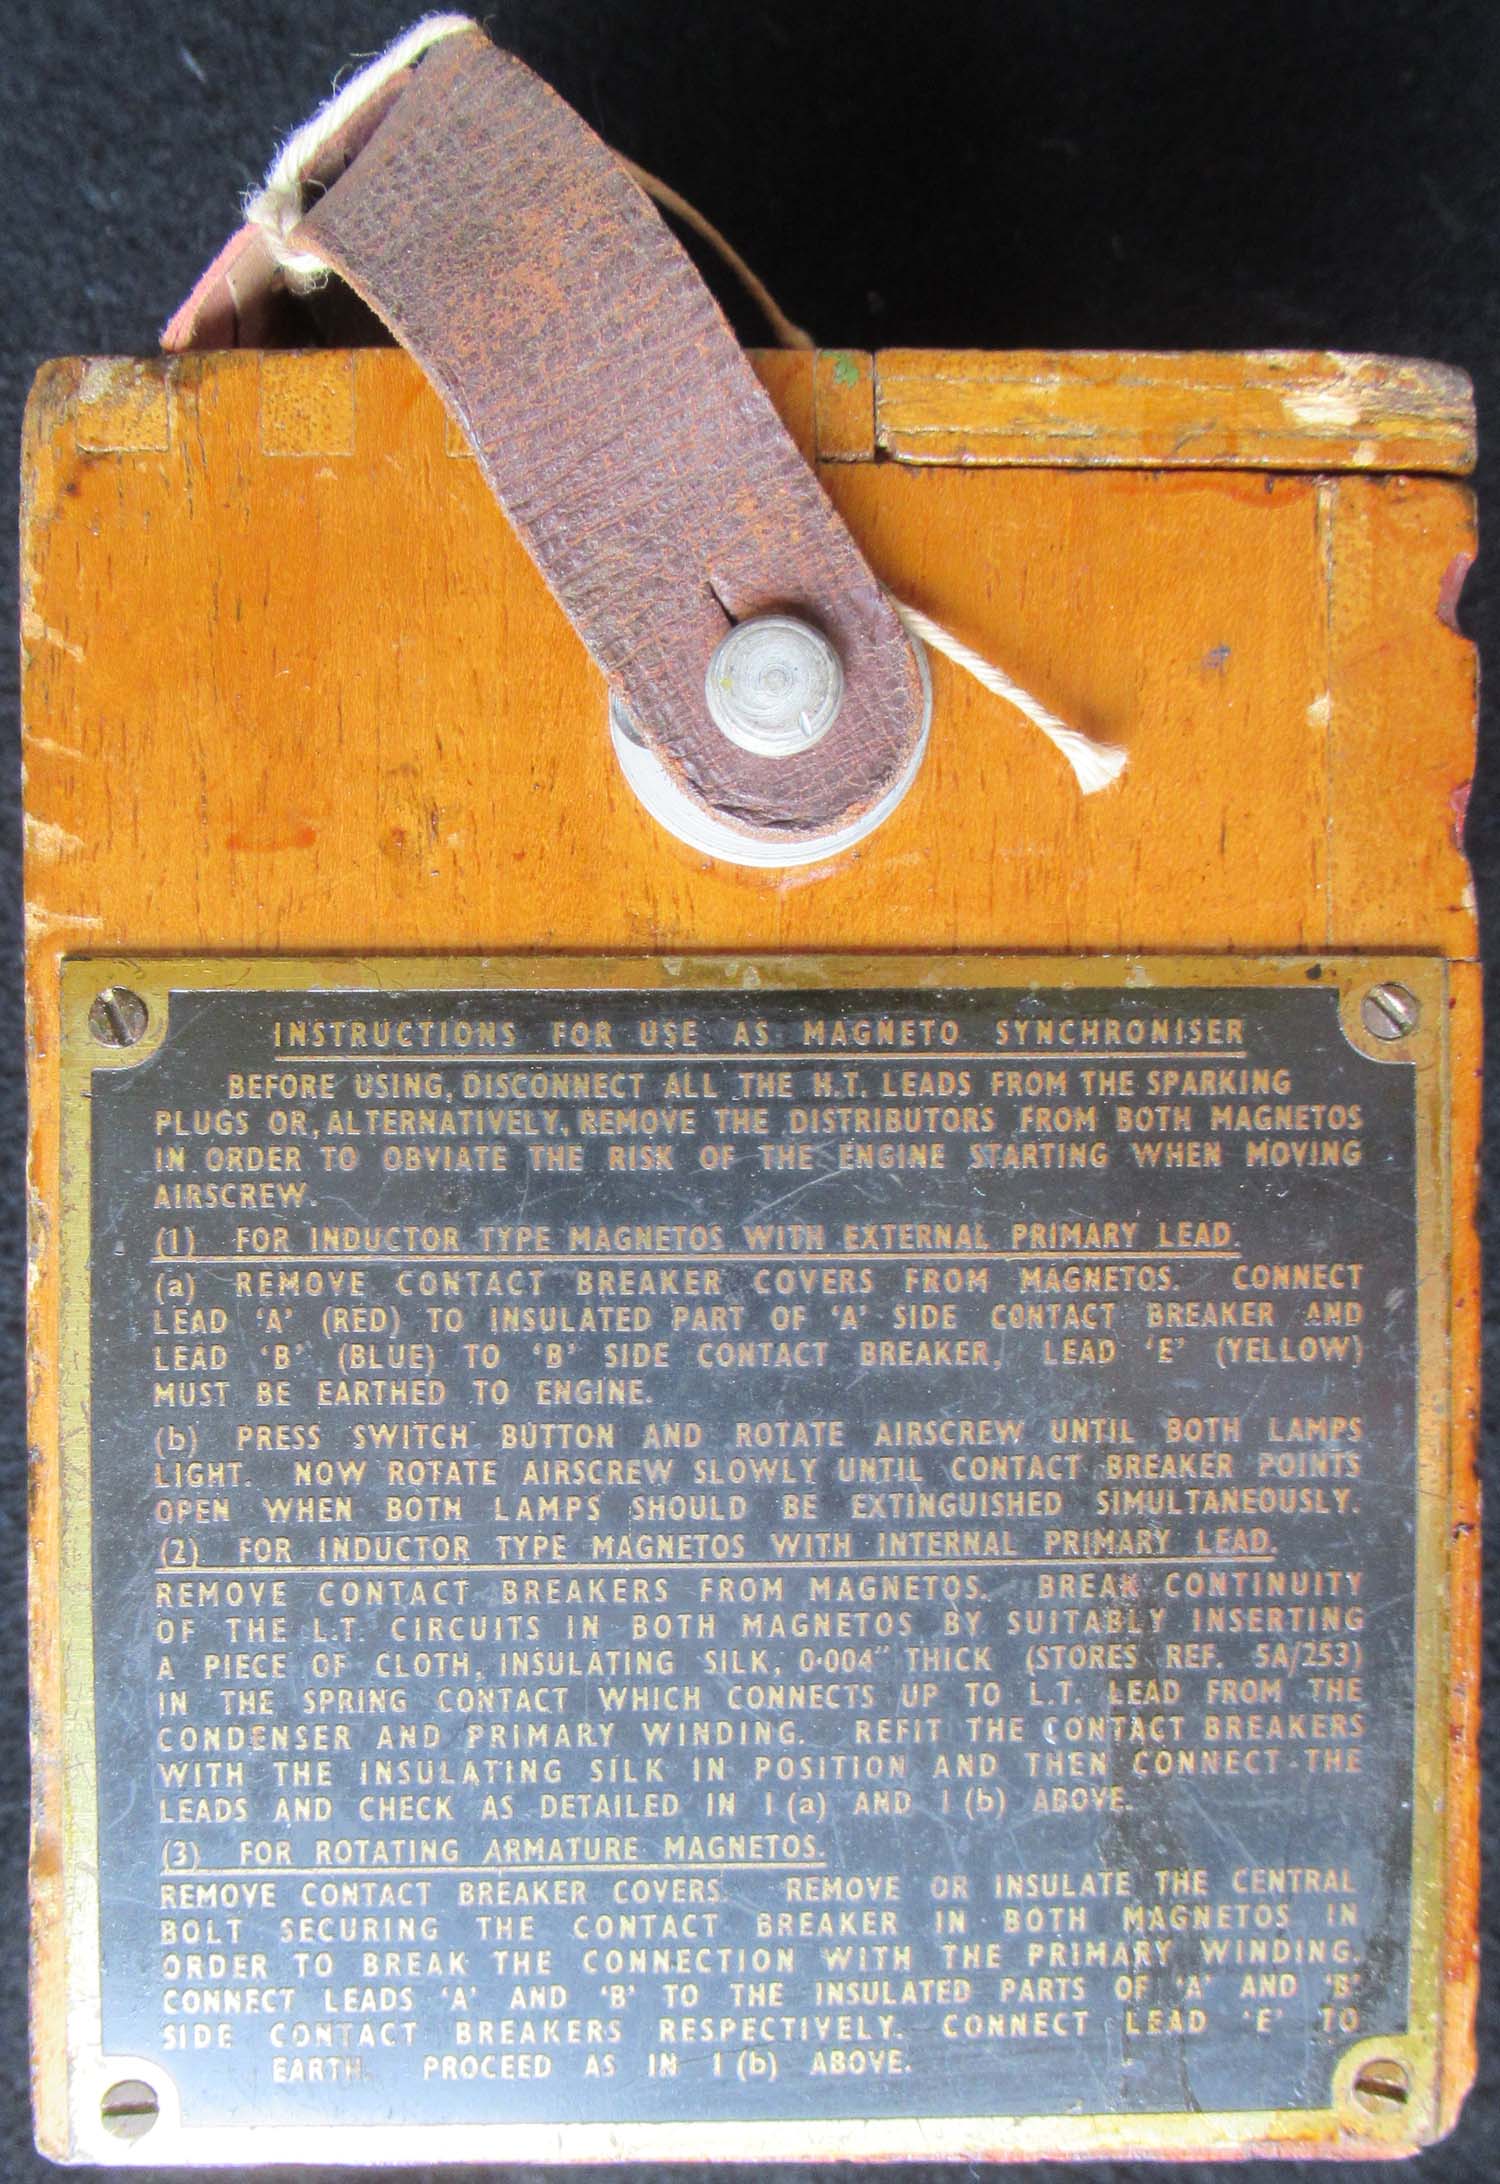 INSTRUCTIONS FOR USE AS MAGNETO SYNCHRONISER
BEFORE USING, DISCONNECT ALL THE H.T. LEADS FROM THE SPARKING
PLUGS OR, ALTERNATIVELY, REMOVE THE DISTRIBUTORS FROM BOTH MAGNETOS
IN ORDER TO OBVIATE THE RISK OF THE ENGINE STARTING WHEN MOVING
AIRSCREW.
(1) FOR INDUCTOR TYPE MAGNETOS WITH EXTERNAL PRIMARY LEAD.
(a) REMOVE CONTACT BREAKER COVERS FROM MAGNETOS. CONNECT
LEAD 'A' (RED) TO INSULATED PART OF 'A' SIDE CONTACT BREAKER AND
LEAD 'B' (BLUE) TO 'B' SIDE CONTACT BREAKER, LEAD 'E' (YELLOW)
MUST BE EARTHED TO ENGINE.
(b) PRESS SWITCH BUTTON AND ROTATE AIRSCREW UNTIL BOTH LAMPS
LIGHT. NOW ROTATE AIRSCREW SLOWLY UNTIL CONTACT BREAKER POINTS
OPEN WHEN BOTH LAMPS SHOULD BE EXTINGUISHED SIMULTANEOUSLY.
(2) FOR INDUCTOR TYPE MAGNETOS WITH INTERNAL PRIMARY LEAD.
REMOVE CONTACT BREAKERS FROM MAGNETOS. BREAK CONTINUITY
OF THE L.T. CIRCUITS IN BOTH MAGNETOS BY SUITABLY INSERTING
A PIECE OF CLOTH, INSULATING SILK, 0·004" THICK (STORES REF. 5A/253)
IN THE SPRING CONTACT WHICH CONNECTS UP TO L.T. LEAD FROM THE
CONDENSER AND PRIMARY WINDING. REFIT THE CONTACT BREAKERS
WITH THE INSULATING SILK IN POSITION AND THEN CONNECT THE
LEADS AND CHECK AS DETAILED IN 1 (a) AND 1 (b) ABOVE.
(3) FOR ROTATING ARMATURE MAGNETOS.
REMOVE CONTACT BREAKER COVERS. REMOVE OR INSULATE THE CENTRAL
BOLT SECURING THE CONTACT BREAKER IN BOTH MAGNETOS IN
ORDER TO BREAK THE CONNECTION WITH THE PRIMARY WINDING.
CONNECT LEADS 'A' AND 'B' TO THE INSULATED PARTS OF 'A' AND 'B'
SIDE CONTACT BREAKERS RESPECTIVELY. CONNECT LEAD 'E' TO
EARTH. PROCEED AS IN 1 (b) ABOVE.